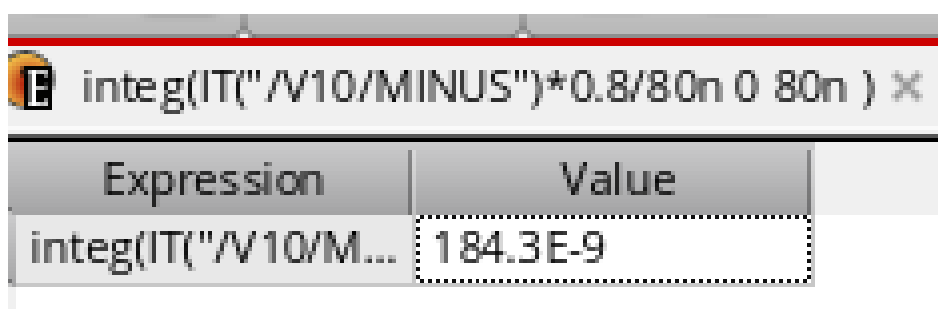 E integ(IT("/V10/MINUS")*0.8/80n 0 80n ) ×
Expression Value
integ(IT("/V10/M... 184.3E-9